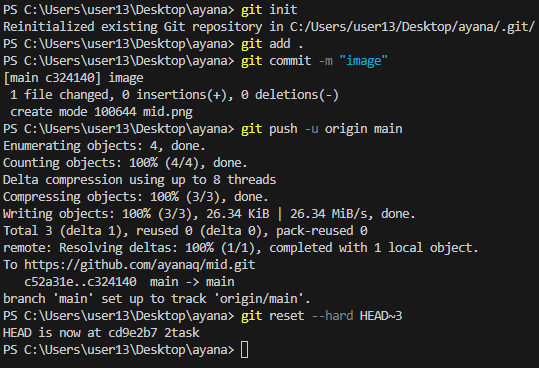 PS C:\Users\user13\Desktop\ayana> git init
Reinitialized existing Git repository in C:/Users/user13/Desktop/ayana/.git/
PS C:\Users\user13\Desktop\ayana> git add .
PS C:\Users\user13\Desktop\ayana> git commit -m "image"
[main c324140] image
 1 file changed, 0 insertions(+), 0 deletions(-)
 create mode 100644 mid.png
PS C:\Users\user13\Desktop\ayana> git push -u origin main
Enumerating objects: 4, done.
Counting objects: 100% (4/4), done.
Delta compression using up to 8 threads
Compressing objects: 100% (3/3), done.
Writing objects: 100% (3/3), 26.34 KiB | 26.34 MiB/s, done.
Total 3 (delta 1), reused 0 (delta 0), pack-reused 0
remote: Resolving deltas: 100% (1/1), completed with 1 local object.
To https://github.com/ayanaq/mid.git
   c52a31e..c324140  main -> main
branch 'main' set up to track 'origin/main'.
PS C:\Users\user13\Desktop\ayana> git reset --hard HEAD~3
HEAD is now at cd9e2b7 2task
PS C:\Users\user13\Desktop\ayana>